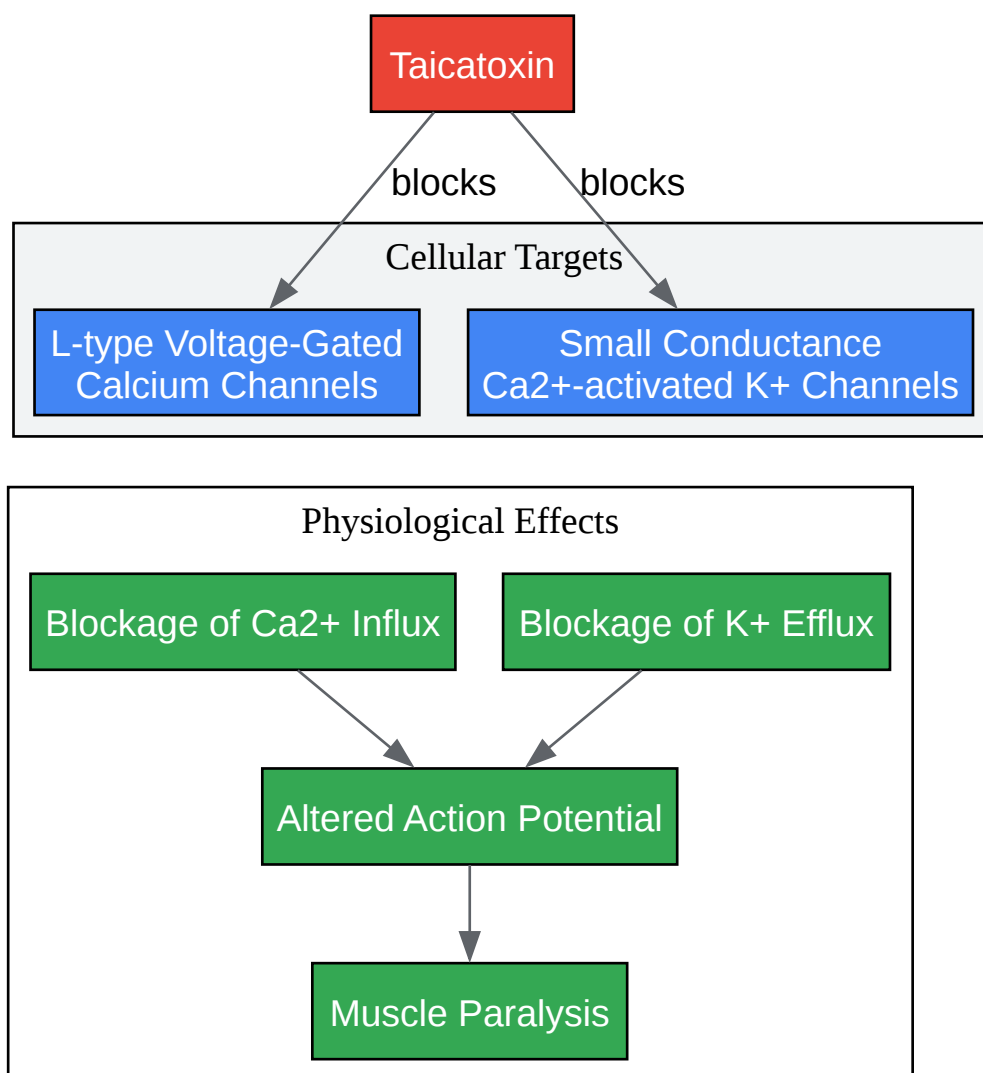 Taicatoxin
blocks
blocks
Cellular Targets
L-type Voltage-Gated
Calcium Channels
Small Conductance
Ca2+-activated K+ Channels
Physiological Effects
Blockage of Ca2+ Influx
Blockage of K+ Efflux
Altered Action Potential
Muscle Paralysis